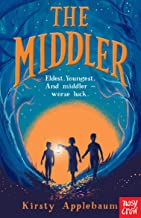 THE
MIDDLER
Eldest. Youngest.
And middler –
worse luck.
Kirsty Applebaum
nosy
crow